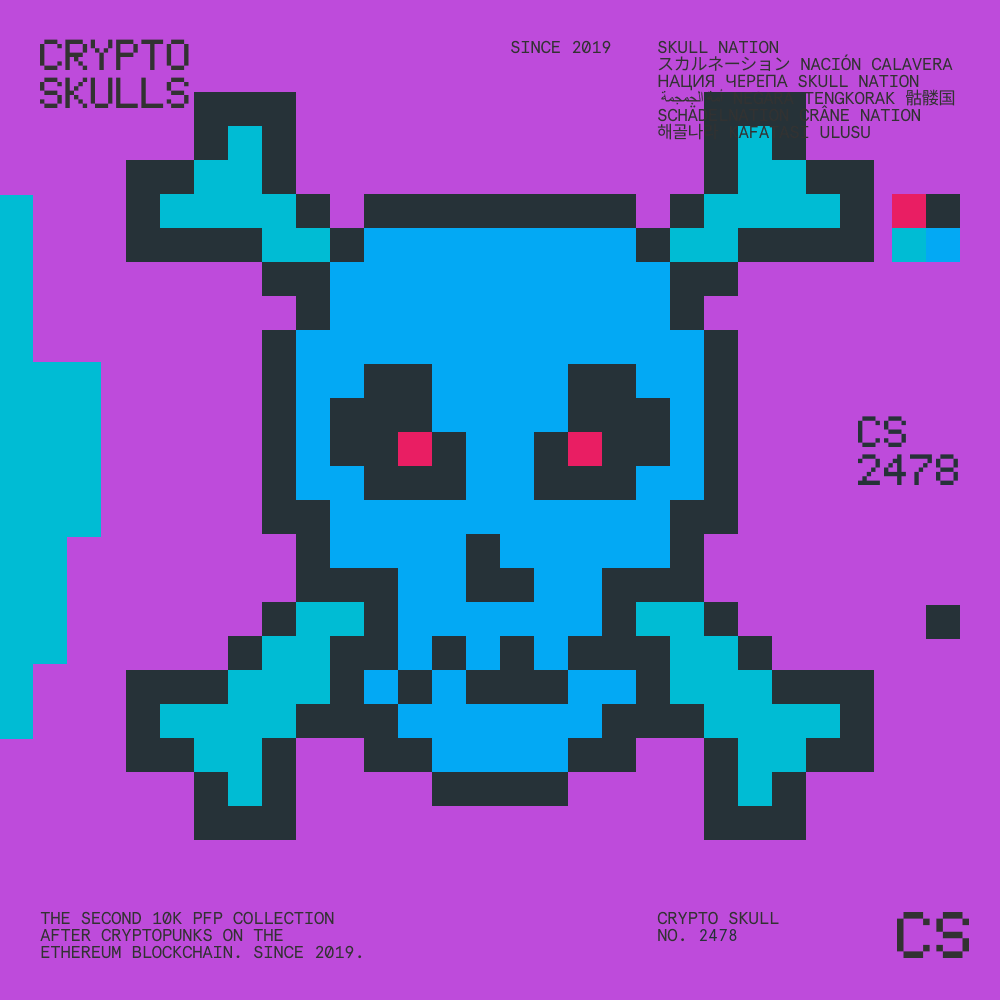 CRYPTO
SKULLS
SINCE 2019
SKULL NATION
スカルネーション NACIÓN CALAVERA
НАЦИЯ ЧЕРЕПА SKULL NATION
TENGKORAK 骷髅国
CRÂNE NATION
ULUSU
CS
2478
THE SECOND 10K PFP COLLECTION
AFTER CRYPTOPUNKS ON THE
ETHEREUM BLOCKCHAIN. SINCE 2019.
CRYPTO SKULL
NO. 2478
CS